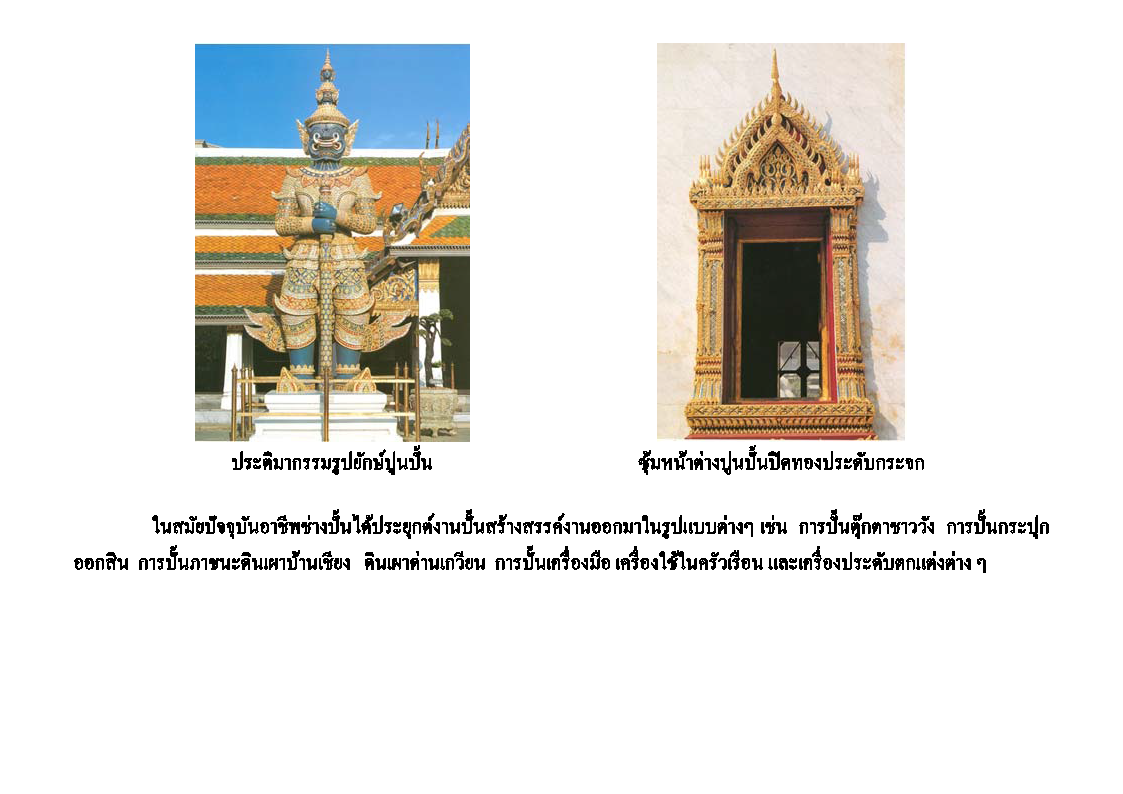 ประติมากรรมรูปยักษ์ปูนปั้น
ซุ้มหน้าต่างปูนปั้นปิดทองประดับกระจก
ในสมัยปัจจุบันอาชีพช่างปั้นได้ประยุกต์งานปั้นสร้างสรรค์งานออกมาในรูปแบบต่างๆ เช่น การปั้นตุ๊กตาชาววัง การปั้นกระปุก
ออกสิน การปั้นภาชนะดินเผาบ้านเชียง ดินเผาด่านเกวียน การปั้นเครื่องมือ เครื่องใช้ในครัวเรือน และเครื่องประดับตกแต่งต่าง ๆ